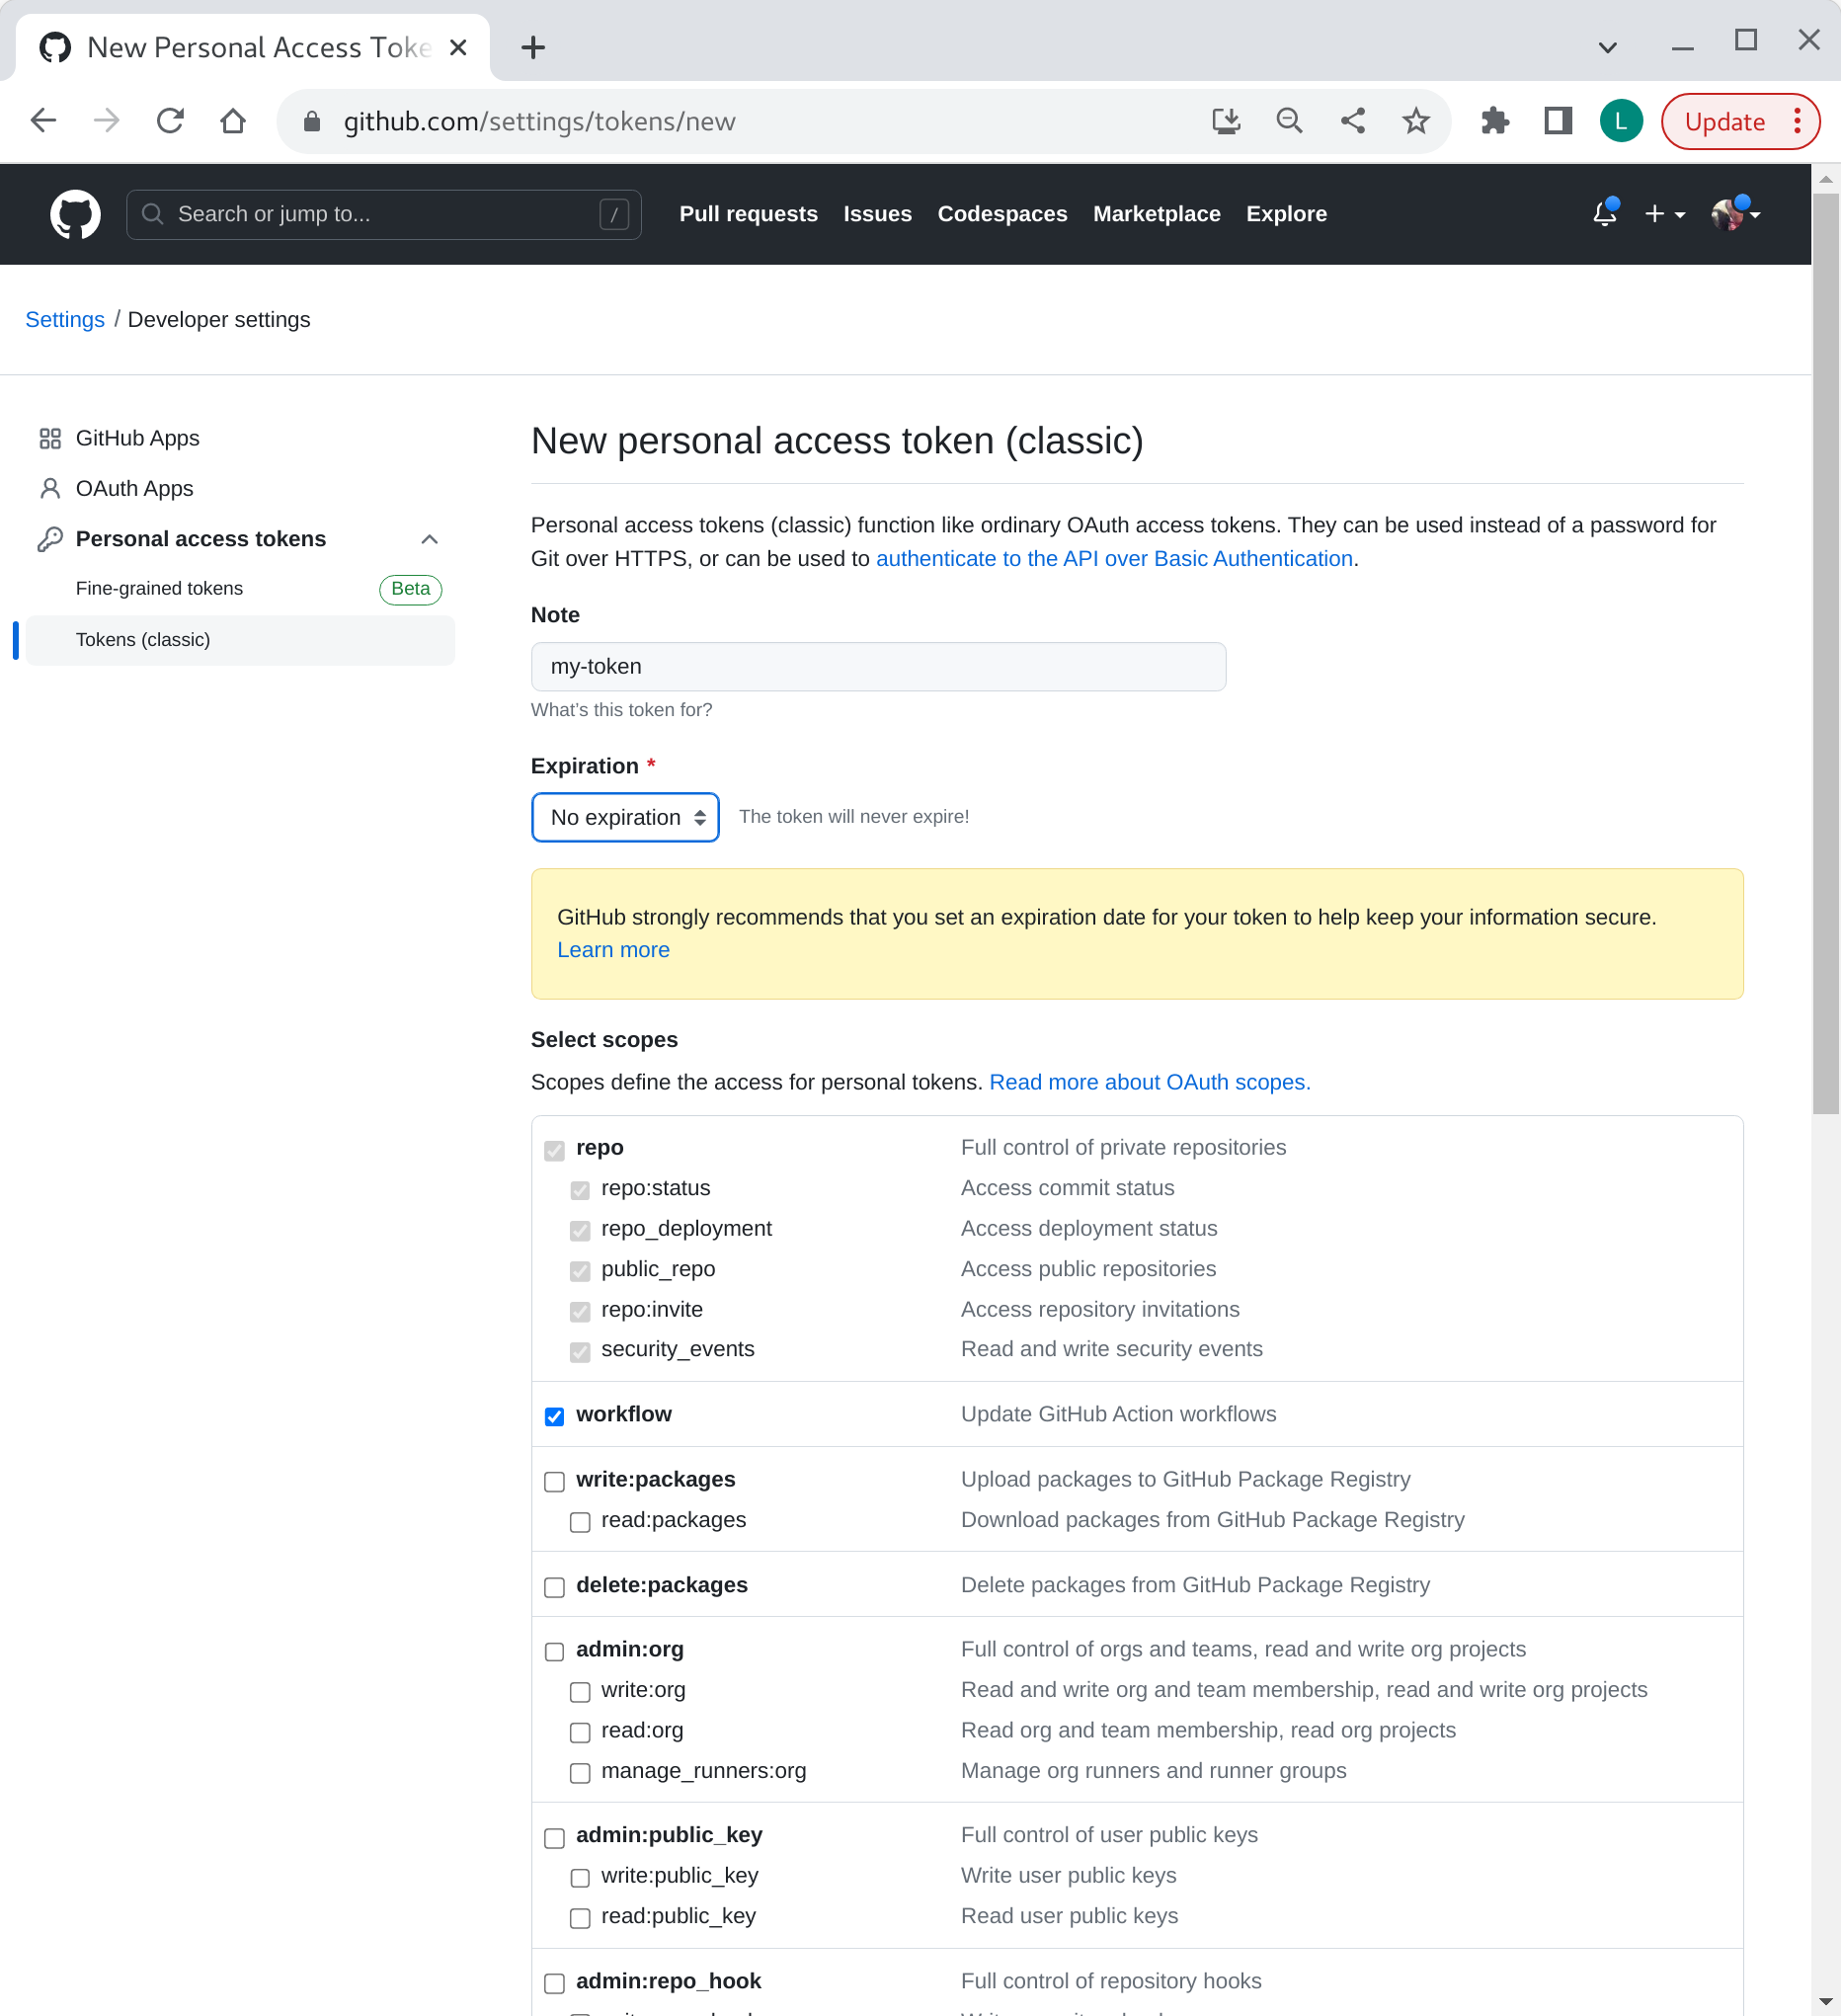 New Personal Access Toke
github.com/settings/tokens/new
L
Update
Search or jump to...
/
Pull requests
Issues
Codespaces
Marketplace
Explore
Settings / Developer settings
GitHub Apps
OAuth Apps
Personal access tokens
Fine-grained tokens
Beta
Tokens (classic)
New personal access token (classic)
Personal access tokens (classic) function like ordinary OAuth access tokens. They can be used instead of a password for
Git over HTTPS, or can be used to authenticate to the API over Basic Authentication.
Note
my-token
What's this token for?
Expiration *
No expiration
The token will never expire!
GitHub strongly recommends that you set an expiration date for your token to help keep your information secure.
Learn more
Select scopes
Scopes define the access for personal tokens. Read more about OAuth scopes.
repo Full control of private repositories
repo:status Access commit status
repo_deployment Access deployment status
public_repo Access public repositories
repo:invite Access repository invitations
security_events Read and write security events
workflow Update GitHub Action workflows
write:packages Upload packages to GitHub Package Registry
read:packages Download packages from GitHub Package Registry
delete:packages Delete packages from GitHub Package Registry
admin:org Full control of orgs and teams, read and write org projects
write:org Read and write org and team membership, read and write org projects
read:org Read org and team membership, read org projects
manage_runners:org Manage org runners and runner groups
admin:public_key Full control of user public keys
write:public_key Write user public keys
read:public_key Read user public keys
admin:repo_hook Full control of repository hooks